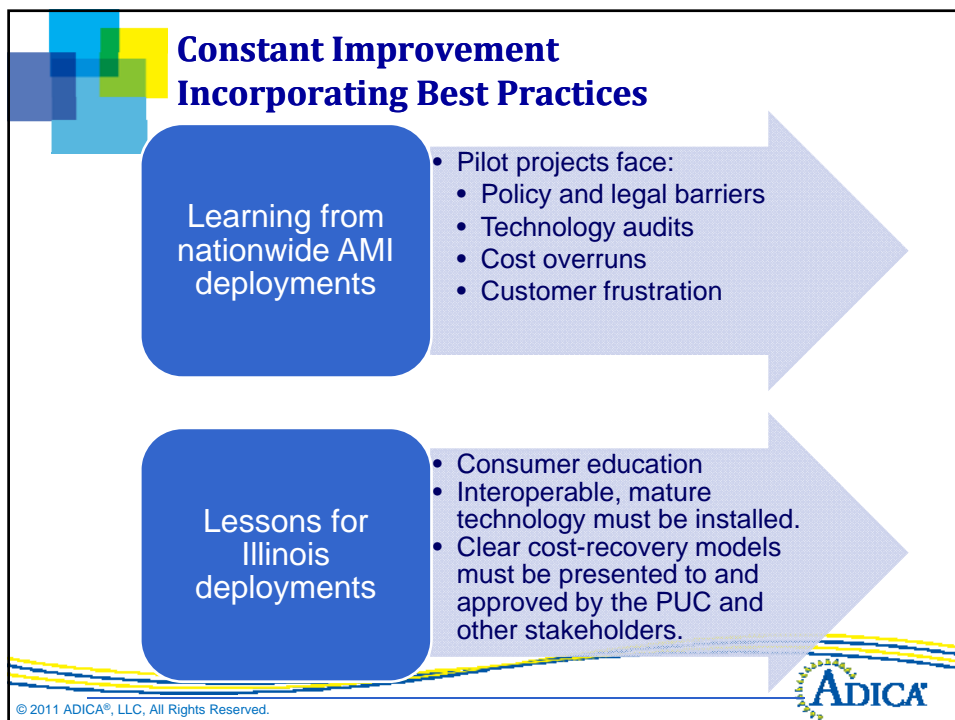 Constant Improvement
Incorporating Best Practices
Learning from
nationwide AMI
deployments
• Pilot projects face:
• Policy and legal barriers
• Technology audits
• Cost overruns
• Customer frustration
Lessons for
Illinois
deployments
• Consumer education
• Interoperable, mature
technology must be installed.
• Clear cost-recovery models
must be presented to and
approved by the PUC and
other stakeholders.
© 2011 ADICA®, LLC, All Rights Reserved.
ADICA®